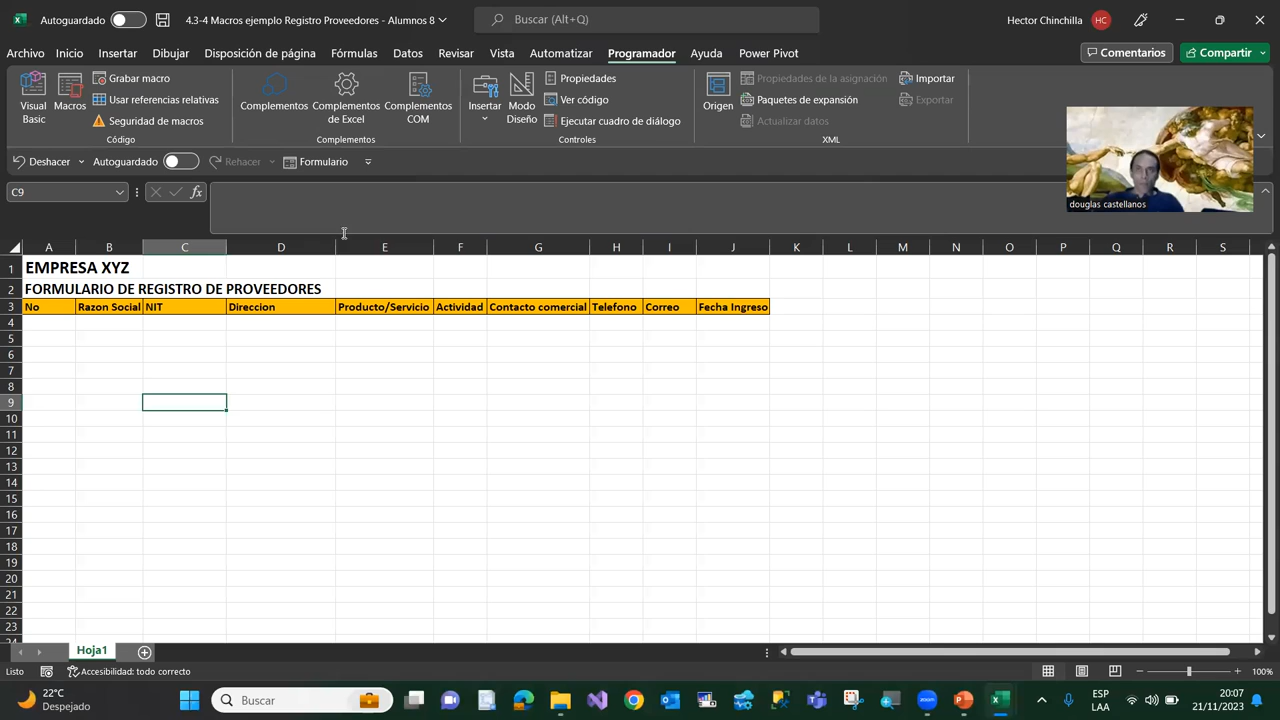 Autoguardado
4.3-4 Macros ejemplo Registro Proveedores - Alumnos 8
Buscar (Alt+Q)
Hector Chinchilla
HC
Archivo Inicio Insertar Dibujar Disposición de página Fórmulas Datos Revisar Vista Automatizar Programador Ayuda Power Pivot
Comentarios
Compartir
Visual Basic
Macros
Grabar macro
Usar referencias relativas
Seguridad de macros
Código
Complementos
Complementos de Excel
Complementos COM
Complementos
Insertar
Modo Diseño
Propiedades
Ver código
Ejecutar cuadro de diálogo
Controles
Origen
Propiedades de la asignación
Paquetes de expansión
Actualizar datos
Importar
Exportar
XML
douglas castellanos
Deshacer Autoguardado Rehacer Formulario
C9
fx
A B C D E F G H I J K L M N O P Q R S
1 EMPRESA XYZ
2 FORMULARIO DE REGISTRO DE PROVEEDORES
3 No Razon Social NIT Direccion Producto/Servicio Actividad Contacto comercial Telefono Correo Fecha Ingreso
4
5
6
7
8
9
10
11
12
13
14
15
16
17
18
19
20
21
22
23
24
Hoja1
Listo
Accesibilidad: todo correcto
100%
22°C
Despejado
Buscar
zoom
ESP
LAA
20:07
21/11/2023